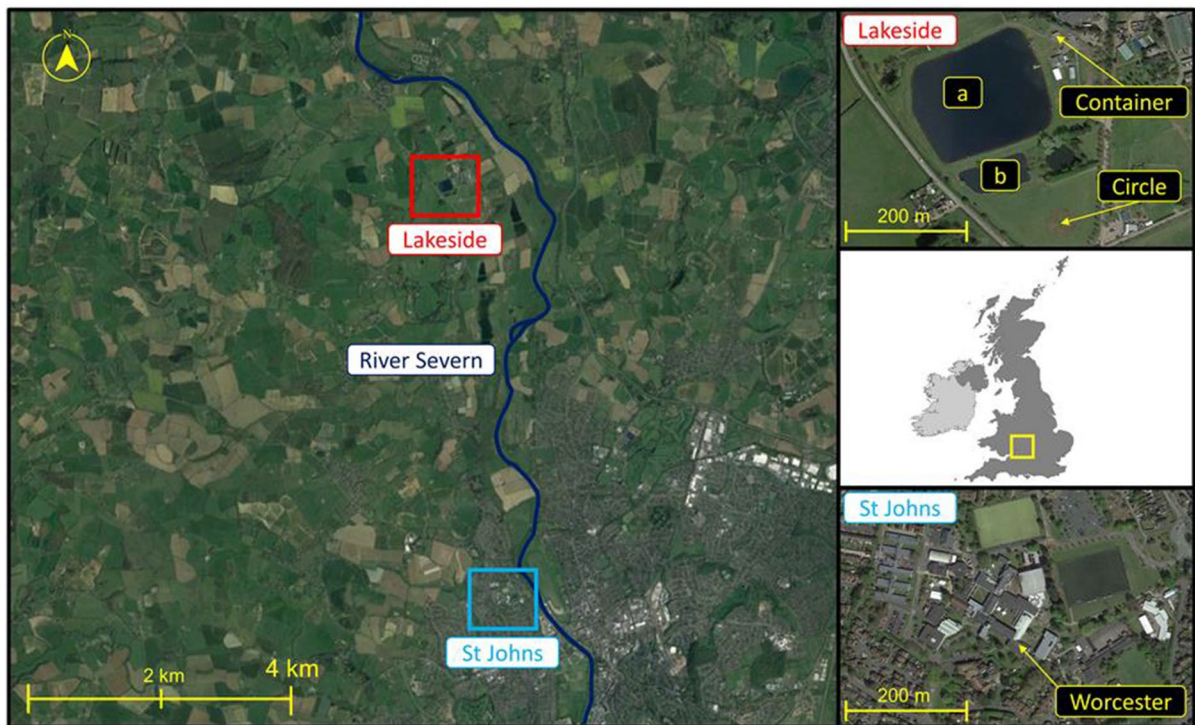 N
Lakeside
River Severn
St Johns
2 km
4 km
Lakeside
a
Container
b
Circle
200 m
St Johns
200 m
Worcester